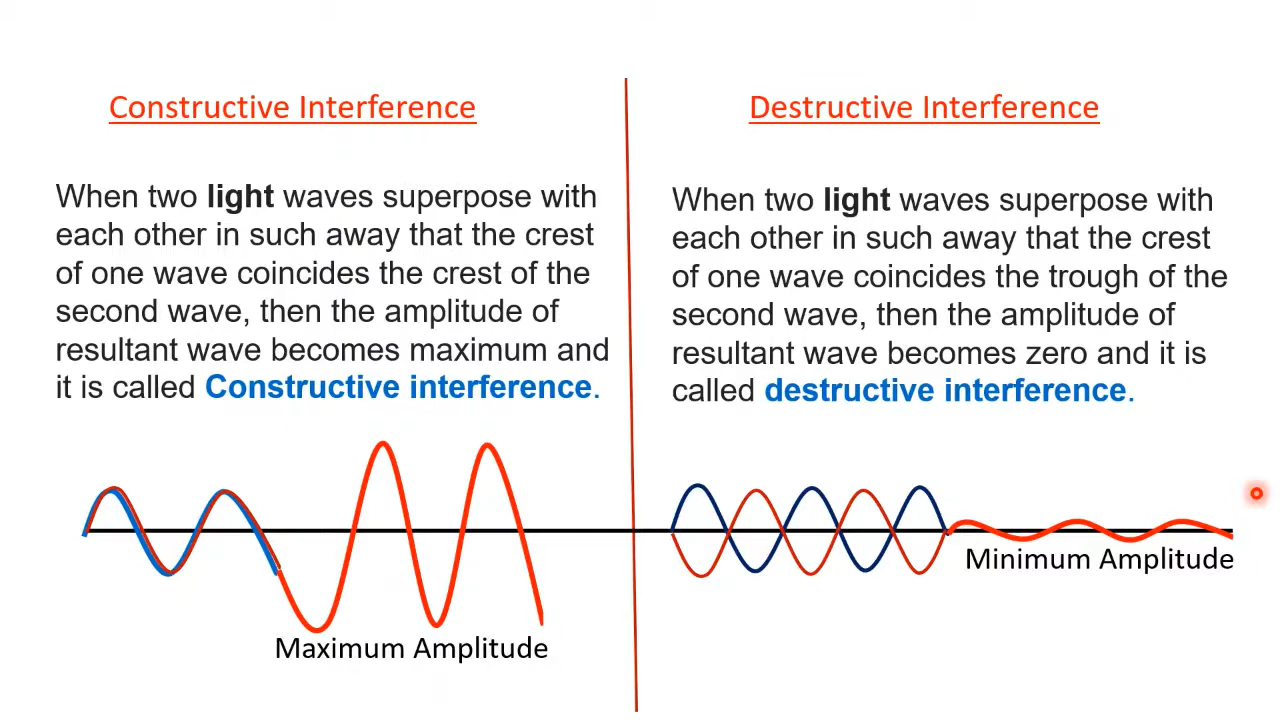 Constructive Interference
When two light waves superpose with
each other in such away that the crest
of one wave coincides the crest of the
second wave, then the amplitude of
resultant wave becomes maximum and
it is called Constructive interference.
Maximum Amplitude
Destructive Interference
When two light waves superpose with
each other in such away that the crest
of one wave coincides the trough of the
second wave, then the amplitude of
resultant wave becomes zero and it is
called destructive interference.
Minimum Amplitude